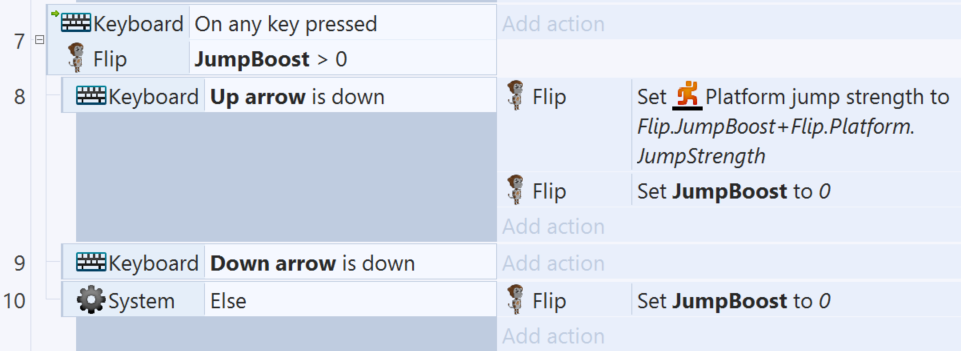 7 Keyboard On any key pressed Add action
Flip JumpBoost > 0
8 Keyboard Up arrow is down Flip Set Platform jump strength to
Flip.JumpBoost+Flip.Platform.
JumpStrength
Flip Set JumpBoost to 0
Add action
9 Keyboard Down arrow is down Add action
10 System Else Flip Set JumpBoost to 0
Add action